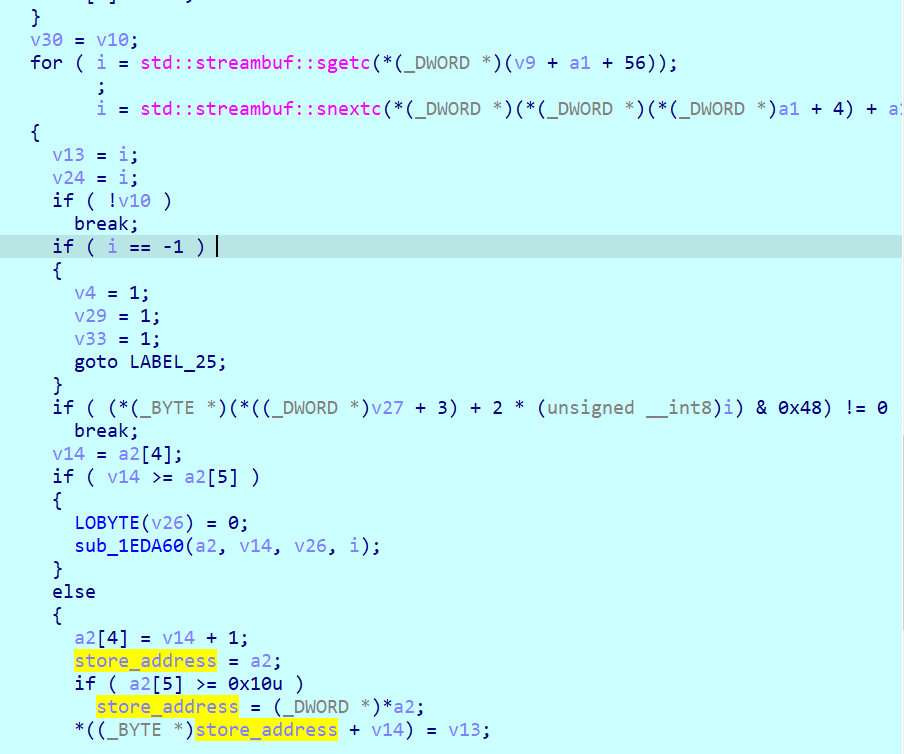 }
v30 = v10;
for ( i = std::streambuf::sgetc(*(_DWORD *)(v9 + a1 + 56));
;
i = std::streambuf::snextc(*(_DWORD *)(*(_DWORD *)(*(_DWORD *)a1 + 4) +
{
v13 = i;
v24 = i;
if ( !v10 )
break;
if ( i == -1 )
{
v4 = 1;
v29 = 1;
v33 = 1;
goto LABEL_25;
}
if ( (*(_BYTE *)(*((_DWORD *)v27 + 3) + 2 * (unsigned __int8)i) & 0x48) != 0
break;
v14 = a2[4];
if ( v14 >= a2[5] )
{
LOBYTE(v26) = 0;
sub_1EDA60(a2, v14, v26, i);
}
else
{
a2[4] = v14 + 1;
store_address = a2;
if ( a2[5] >= 0x10u )
store_address = (_DWORD *)*a2;
*((_BYTE *)store_address + v14) = v13;